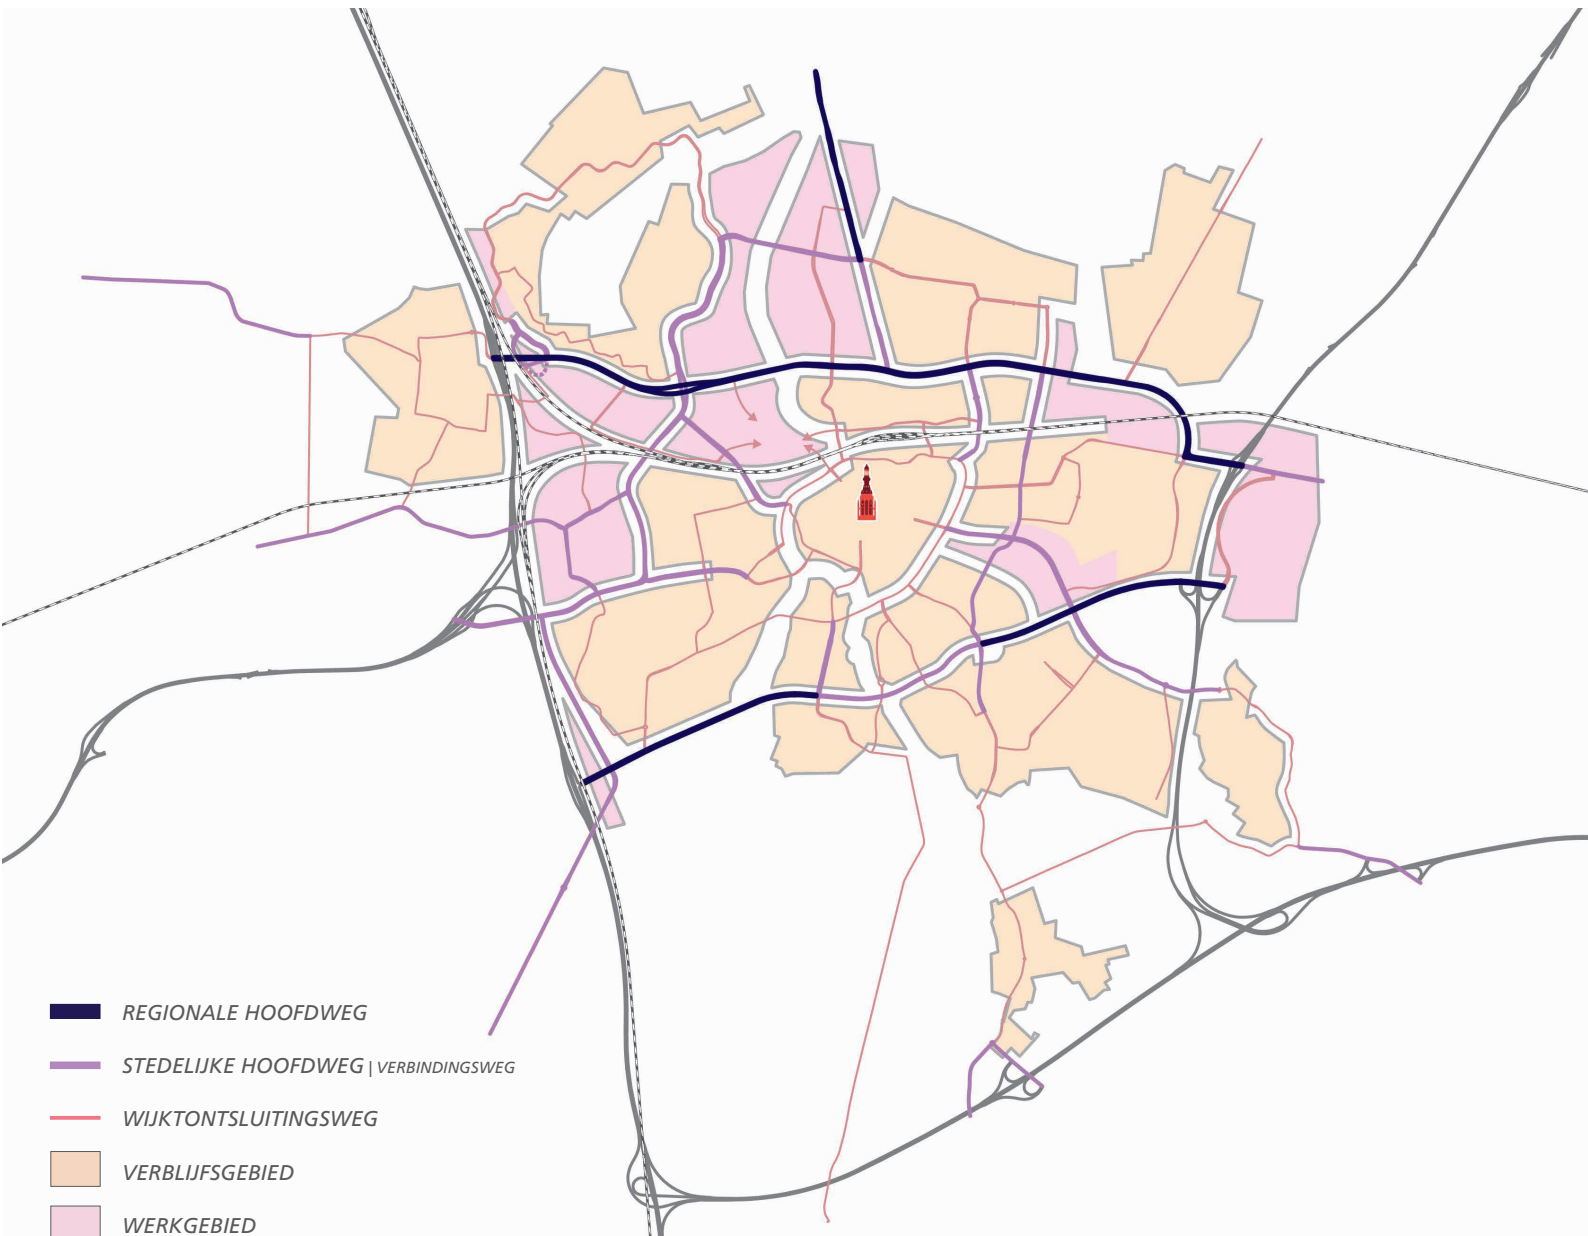 REGIONALE HOOFDWEG
STEDELIJKE HOOFDWEG | VERBINDINGSWEG
WIJKTONTSLUITINGSWEG
VERBLIJFSGEBIED
WERKGEBIED